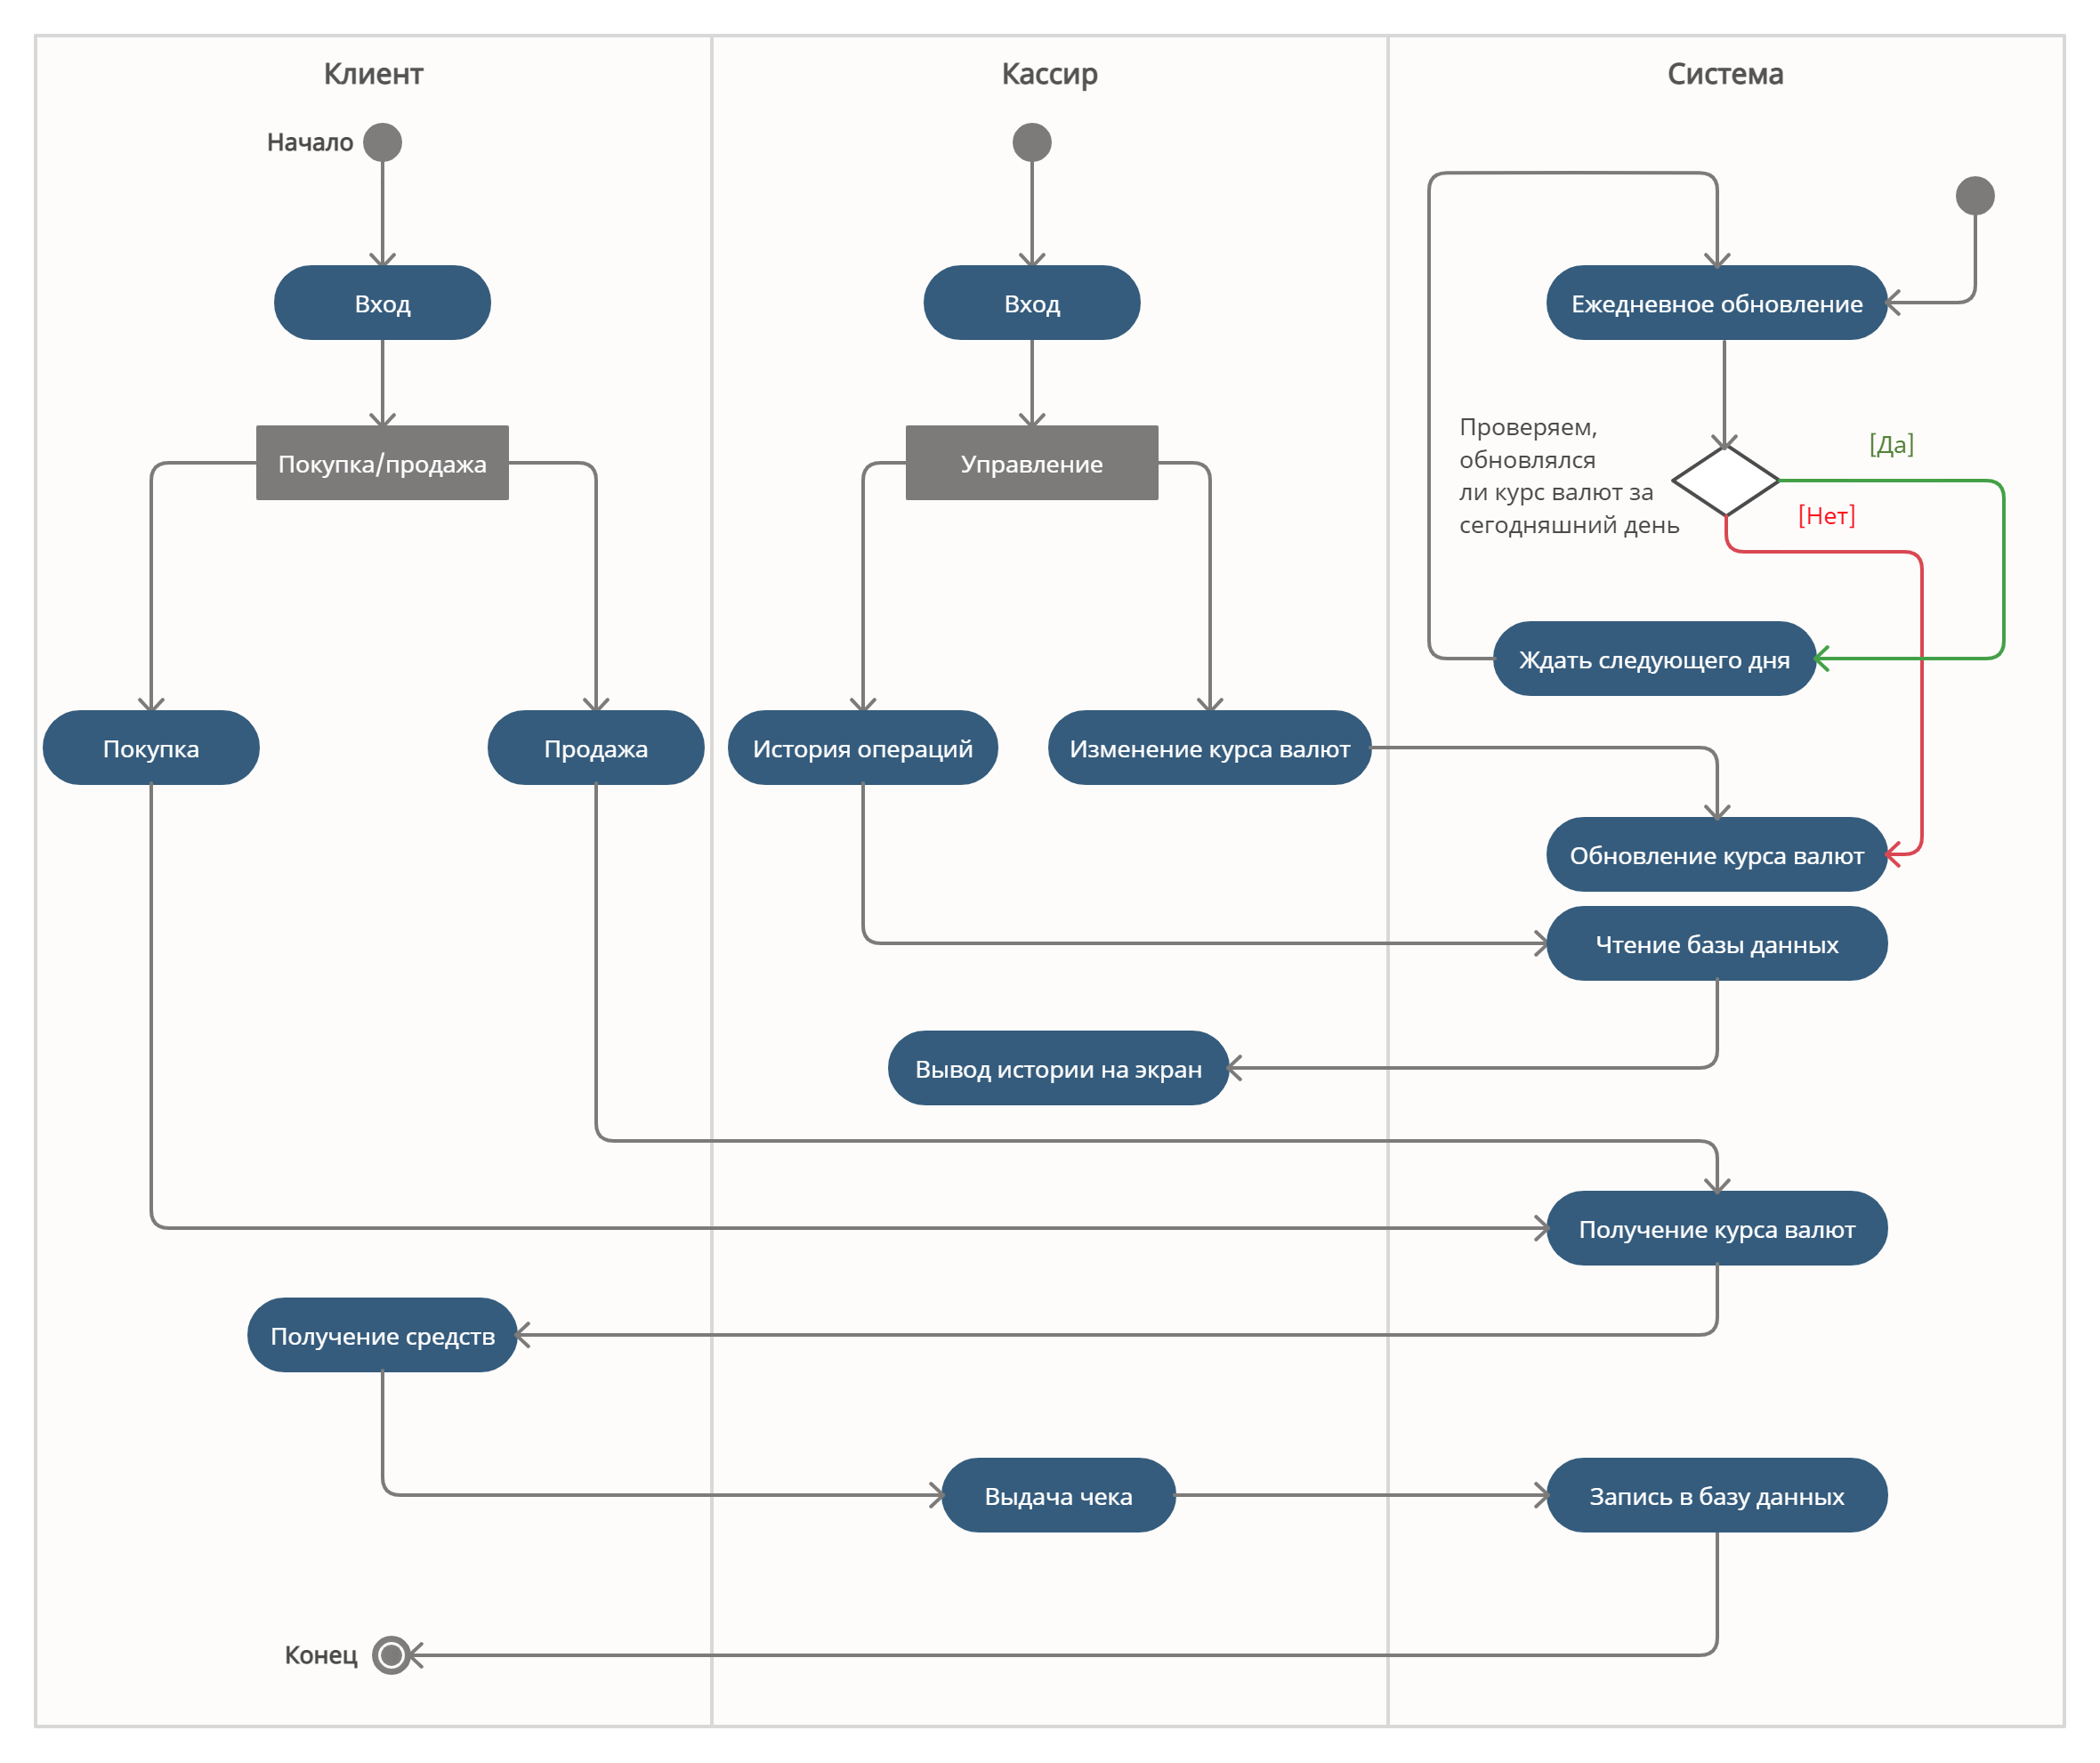 Клиент
Кассир
Система
Начало
Вход
Вход
Ежедневное обновление
Покупка/продажа
Управление
Проверяем,
обновлялся
ли курс валют за
сегодняшний день
[Да]
[Нет]
Ждать следующего дня
Покупка
Продажа
История операций
Изменение курса валют
Обновление курса валют
Чтение базы данных
Вывод истории на экран
Получение курса валют
Получение средств
Выдача чека
Запись в базу данных
Конец